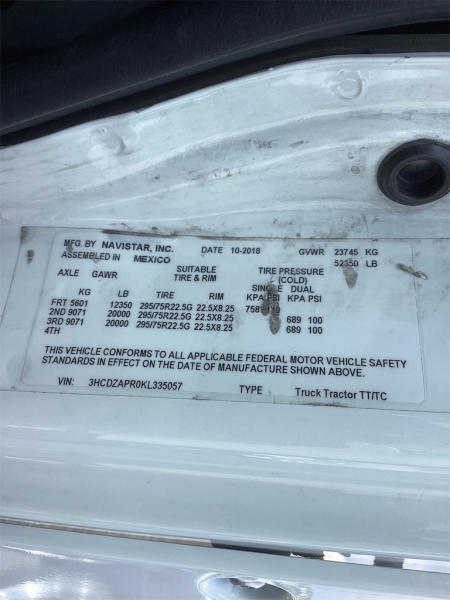 MFG. BY NAVISTAR, INC. DATE 10-2018 GVWR 23745 KG
ASSEMBLED IN MEXICO 52350 LB
AXLE GAWR SUITABLE TIRE PRESSURE
TIRE & RIM (COLD)
SINGLE DUAL
KG LB TIRE RIM KPA PSI KPA PSI
FRT 5601 12350 295/75R22.5G 22.5X8.25 758 110
2ND 9071 20000 295/75R22.5G 22.5X8.25 689 100
3RD 9071 20000 295/75R22.5G 22.5X8.25 689 100
4TH
THIS VEHICLE CONFORMS TO ALL APPLICABLE FEDERAL MOTOR VEHICLE SAFETY
STANDARDS IN EFFECT ON THE DATE OF MANUFACTURE SHOWN ABOVE.
VIN: 3HCDZAPR0KL335057 TYPE Truck Tractor TT/TC